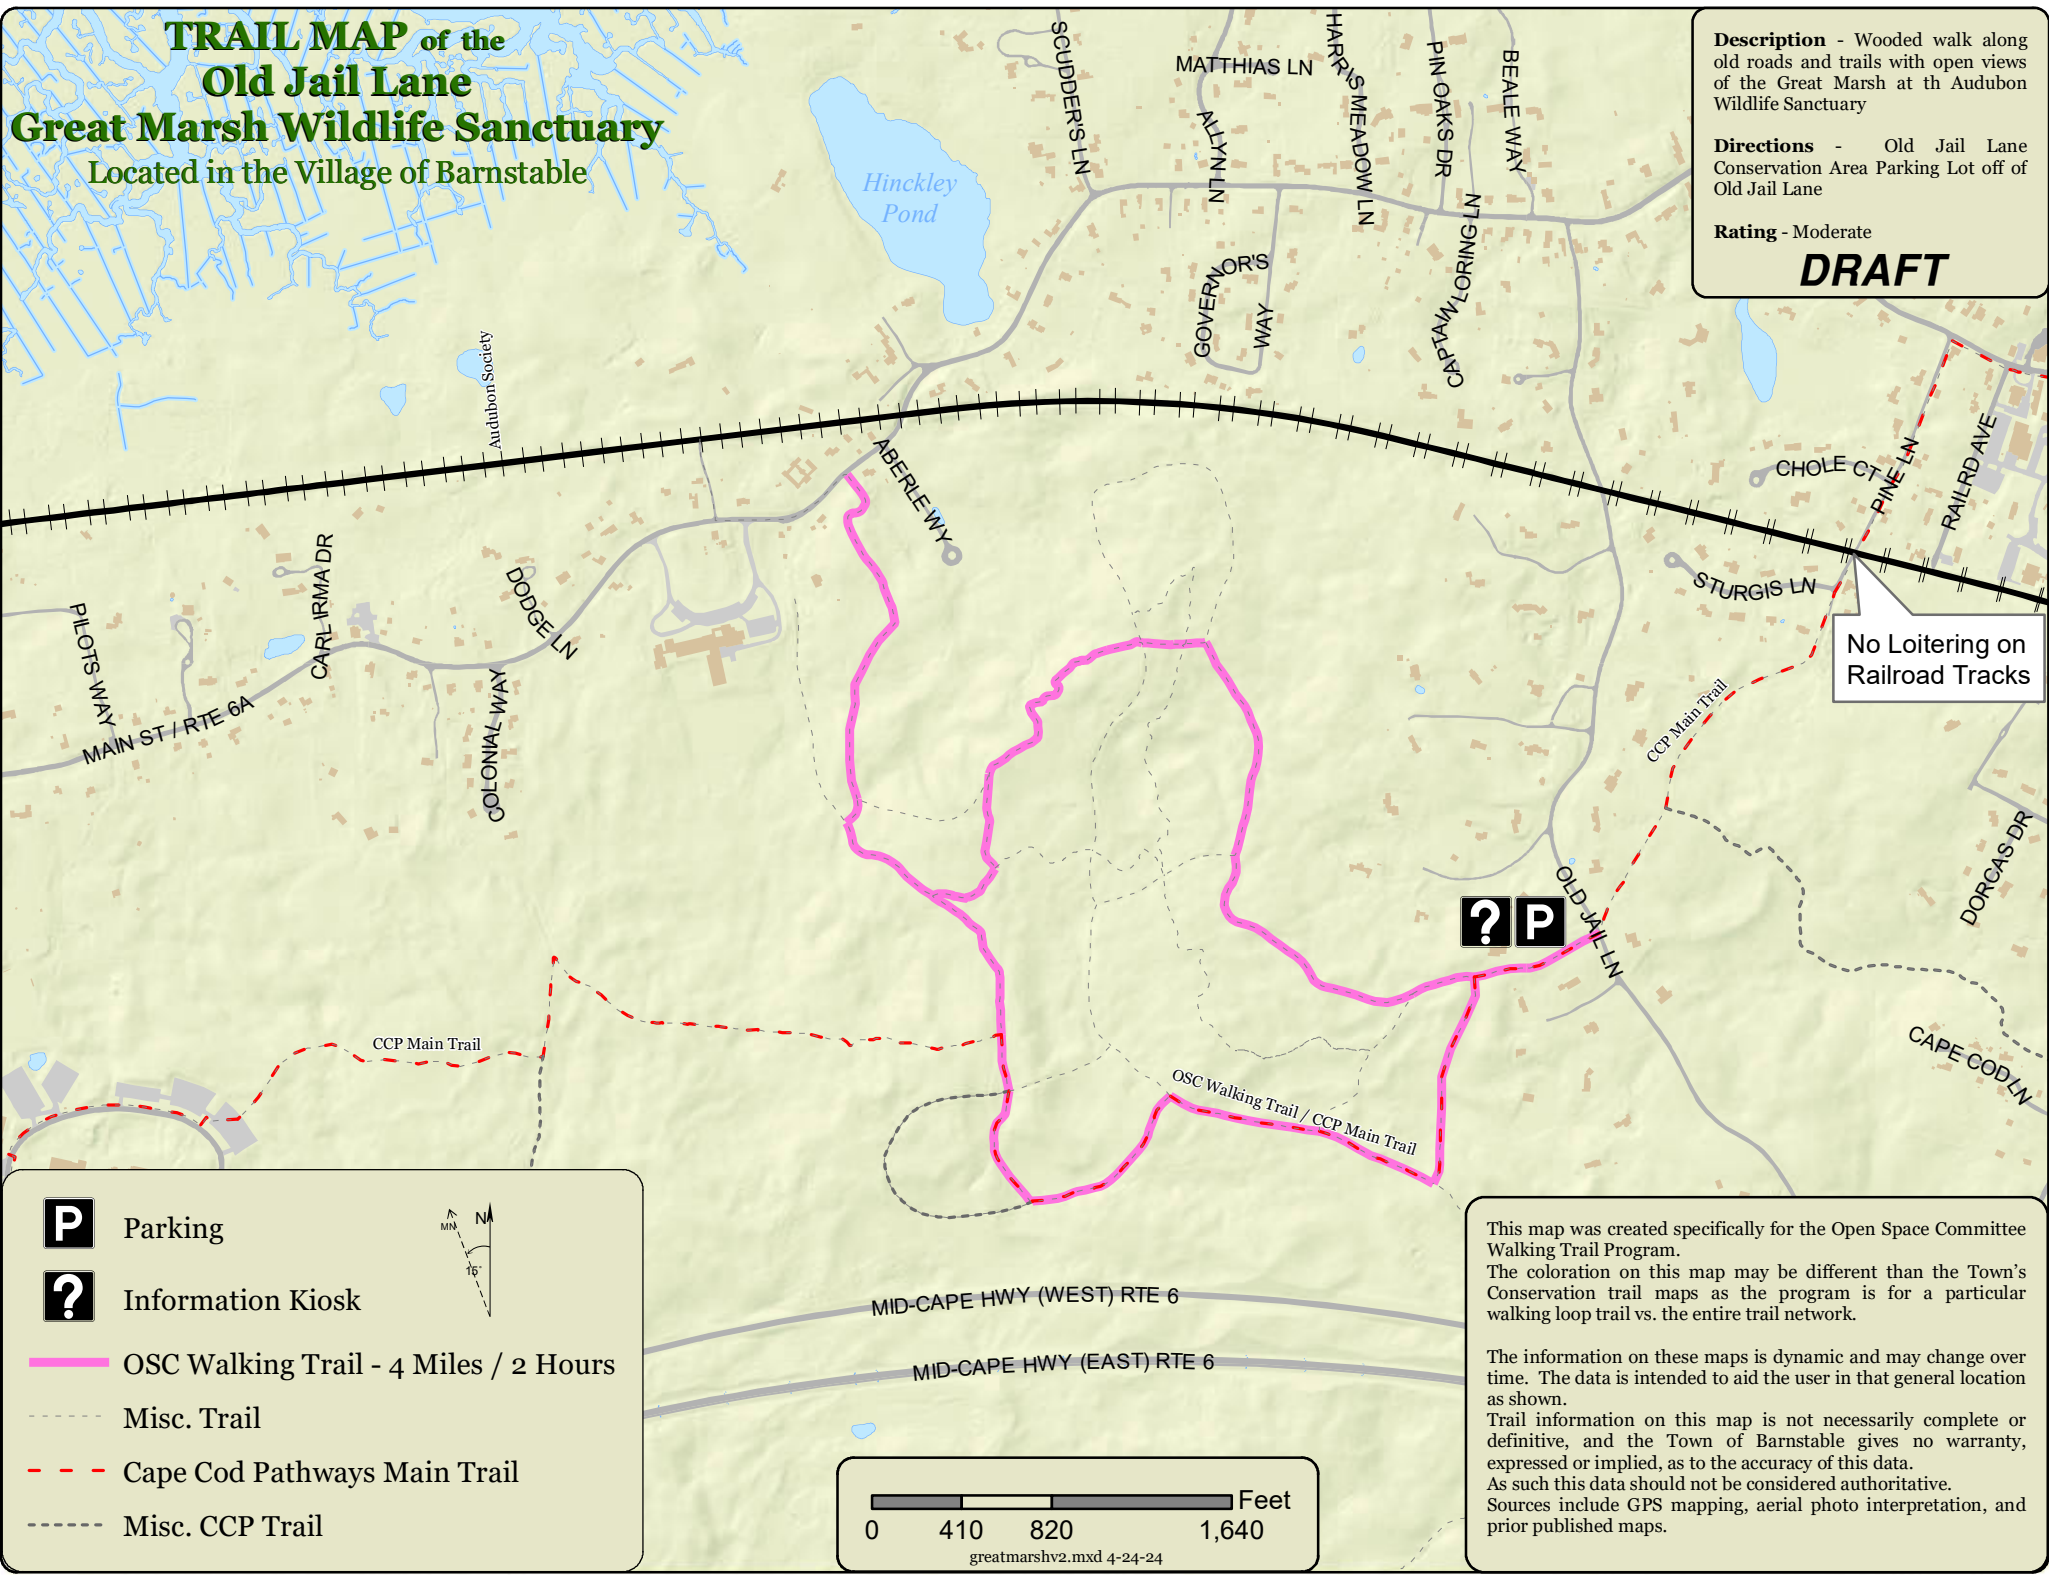 TRAIL MAP of the
Old Jail Lane
Great Marsh Wildlife Sanctuary
Located in the Village of Barnstable
Description - Wooded walk along
old roads and trails with open views
of the Great Marsh at th Audubon
Wildlife Sanctuary
Directions - Old Jail Lane
Conservation Area Parking Lot off of
Old Jail Lane
Rating - Moderate
DRAFT
SCUDDER'S LN
MATTHIAS LN
ALLYN LN
HARRIS MEADOW LN
PIN OAKS DR
BEALE WAY
Hinckley
Pond
GOVERNOR'S
WAY
CAPTAIN LORING LN
Audubon Society
ABERLE WY
CHOLE CT
PINE LN
RAILRD AVE
STURGIS LN
No Loitering on
Railroad Tracks
PILOTS WAY
CARL IRMA DR
DODGE LN
MAIN ST / RTE 6A
COLONIAL WAY
CCP Main Trail
OLD JAIL LN
DORCAS DR
CAPE COD LN
?
P
CCP Main Trail
OSC Walking Trail / CCP Main Trail
MID-CAPE HWY (WEST) RTE 6
MID-CAPE HWY (EAST) RTE 6
P Parking
? Information Kiosk
MN
N
15°
OSC Walking Trail - 4 Miles / 2 Hours
Misc. Trail
Cape Cod Pathways Main Trail
Misc. CCP Trail
Feet
0 410 820 1,640
greatmarshv2.mxd 4-24-24
This map was created specifically for the Open Space Committee
Walking Trail Program.
The coloration on this map may be different than the Town's
Conservation trail maps as the program is for a particular
walking loop trail vs. the entire trail network.
The information on these maps is dynamic and may change over
time. The data is intended to aid the user in that general location
as shown.
Trail information on this map is not necessarily complete or
definitive, and the Town of Barnstable gives no warranty,
expressed or implied, as to the accuracy of this data.
As such this data should not be considered authoritative.
Sources include GPS mapping, aerial photo interpretation, and
prior published maps.